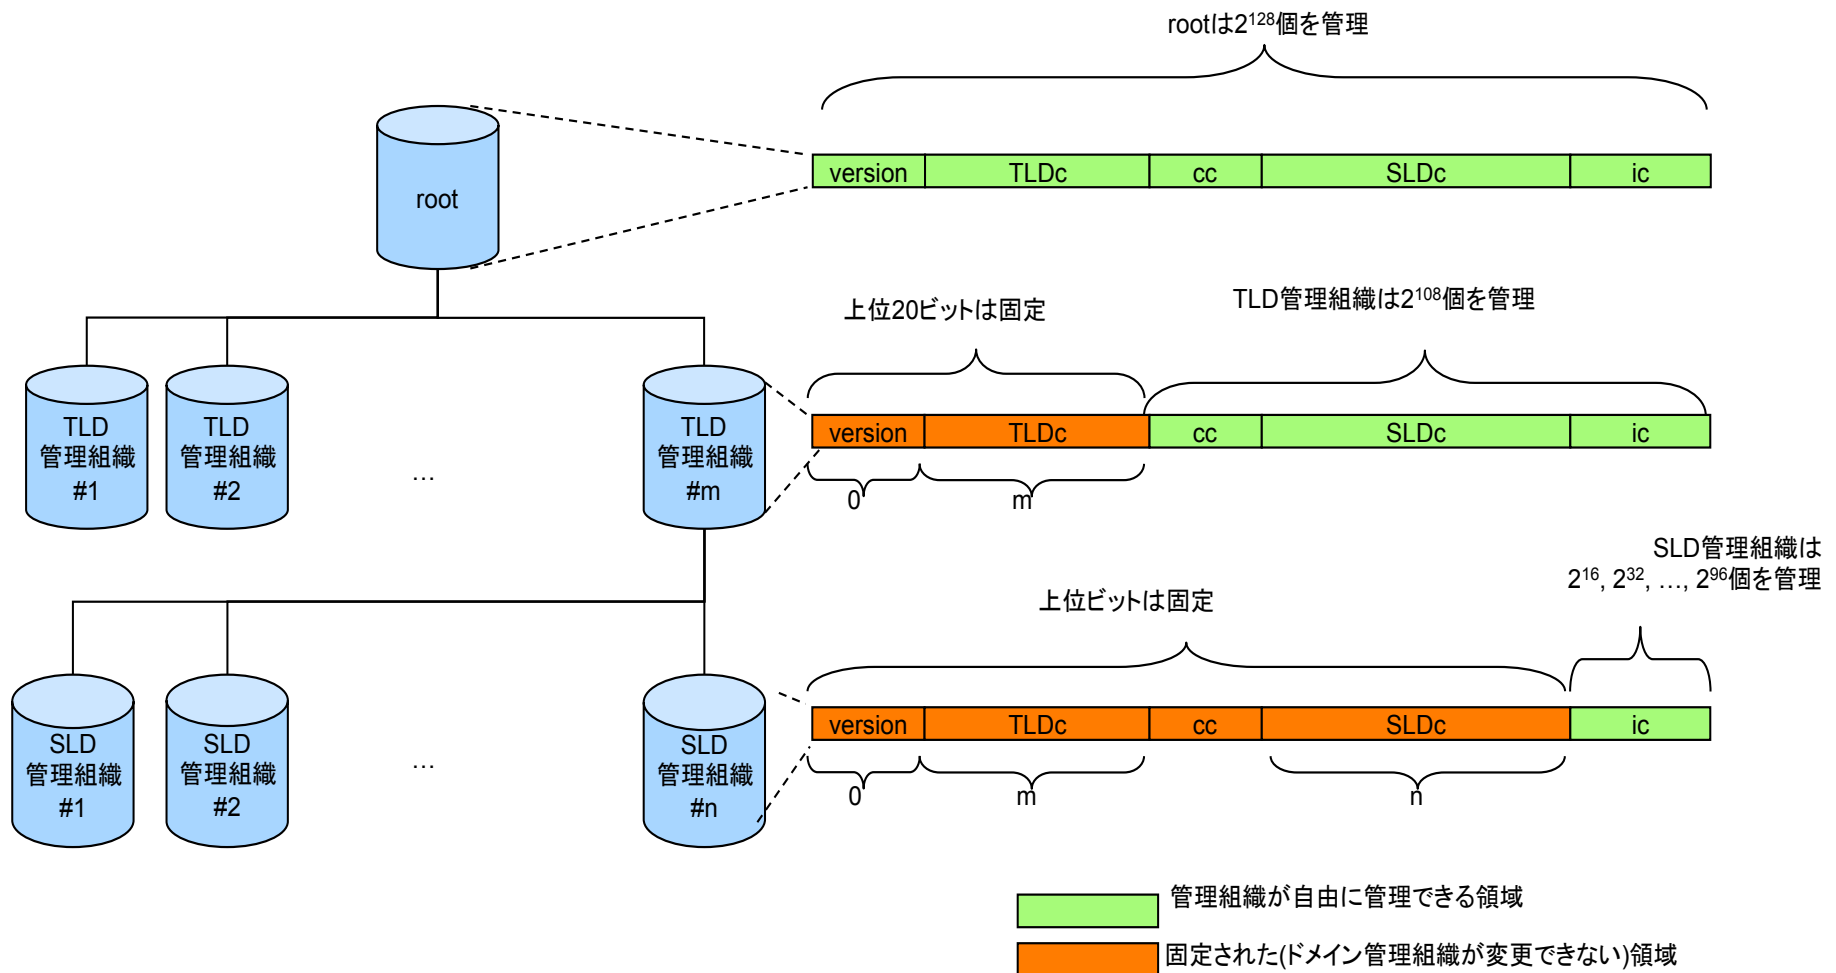 rootは2¹²⁸個を管理
version TLDc cc SLDc ic
root
上位20ビットは固定
TLD管理組織は2¹⁰⁸個を管理
TLD
管理組織
#1
TLD
管理組織
#2
…
TLD
管理組織
#m
version TLDc cc SLDc ic
0 m
SLD管理組織は
2¹⁶, 2³², …, 2⁹⁶個を管理
上位ビットは固定
SLD
管理組織
#1
SLD
管理組織
#2
…
SLD
管理組織
#n
version TLDc cc SLDc ic
0 m n
管理組織が自由に管理できる領域
固定された(ドメイン管理組織が変更できない)領域